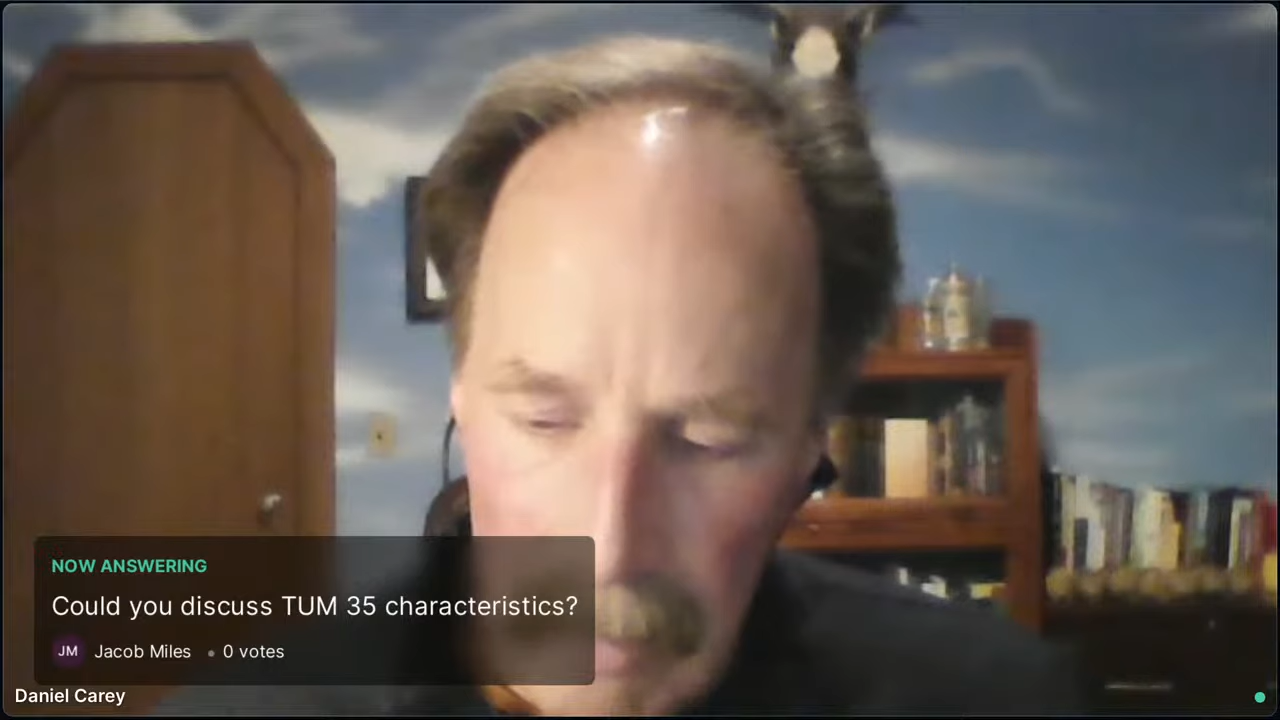 NOW ANSWERING
Could you discuss TUM 35 characteristics?
JM Jacob Miles • 0 votes
Daniel Carey